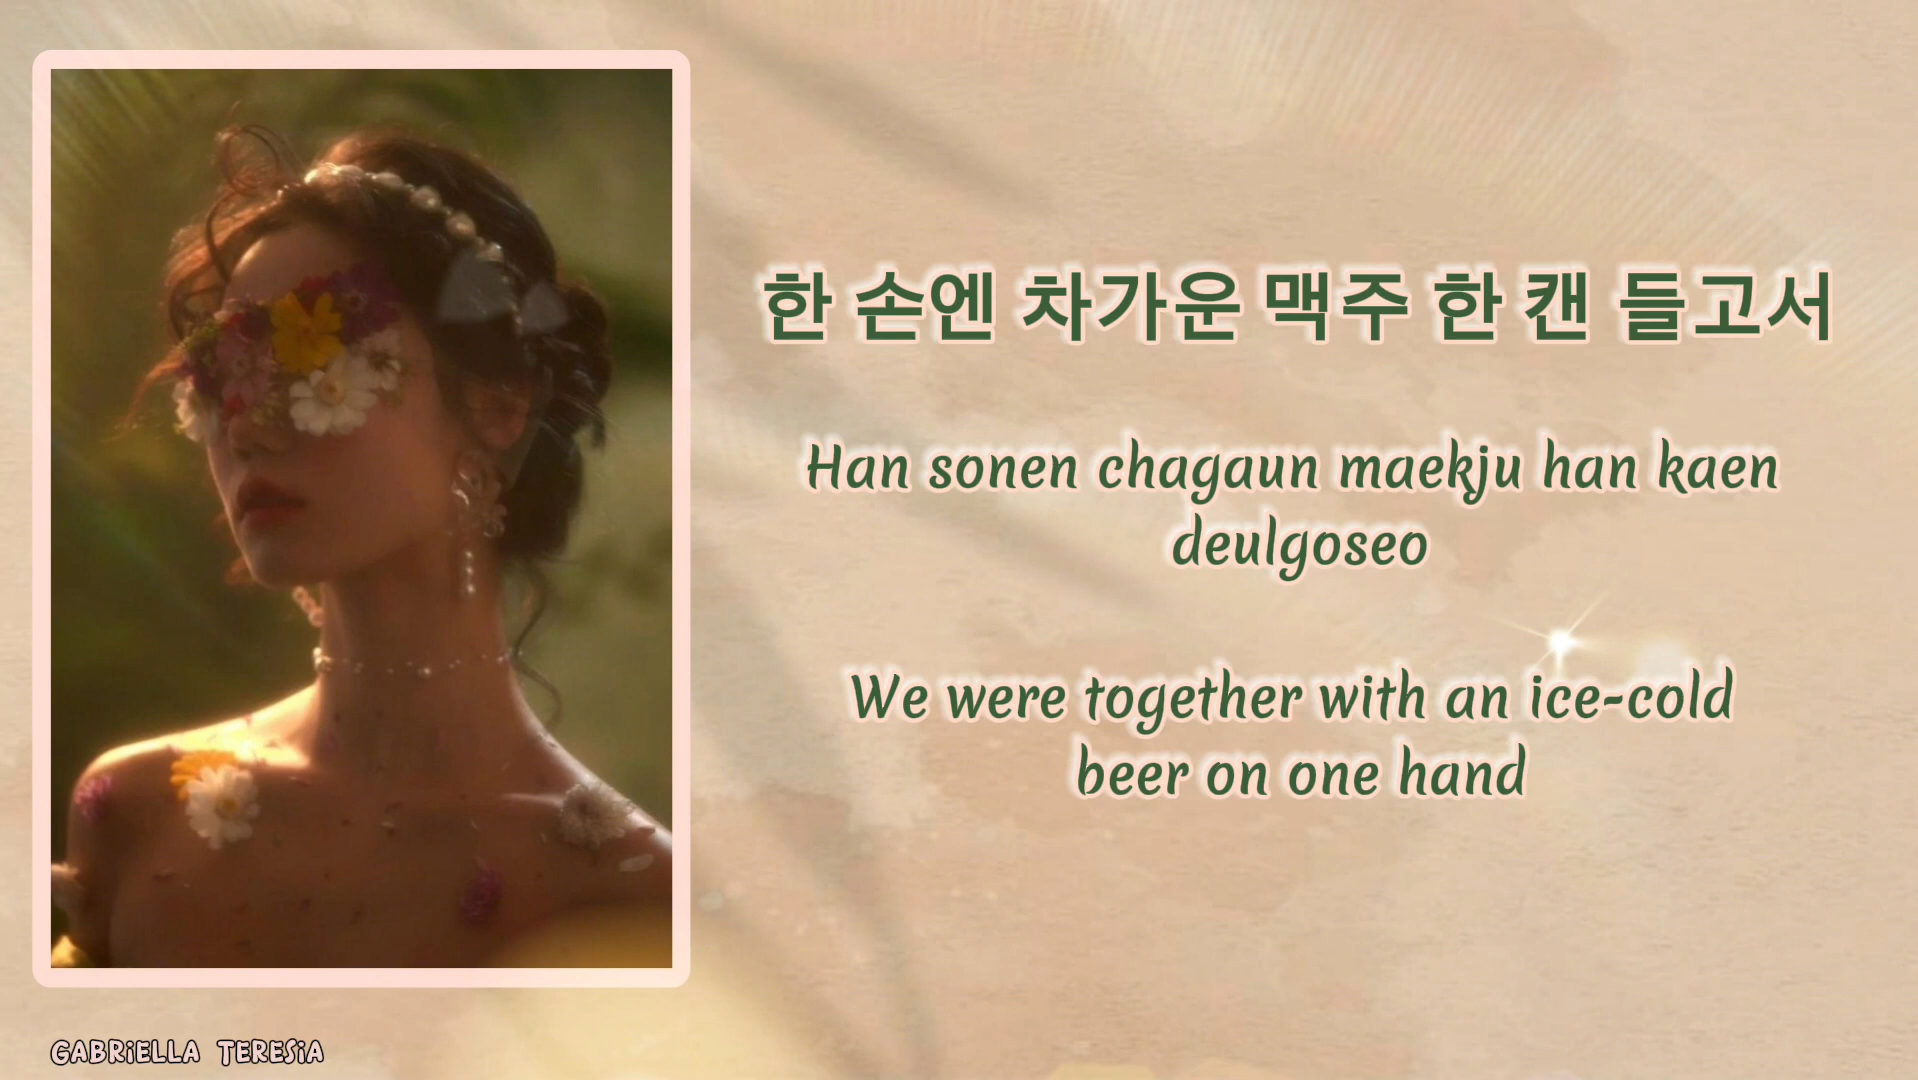 한 손엔 차가운 맥주 한 캔 들고서
Han sonen chagaun maekju han kaen
deulgoseo
We were together with an ice-cold
beer on one hand
GABRIELLA TERESIA